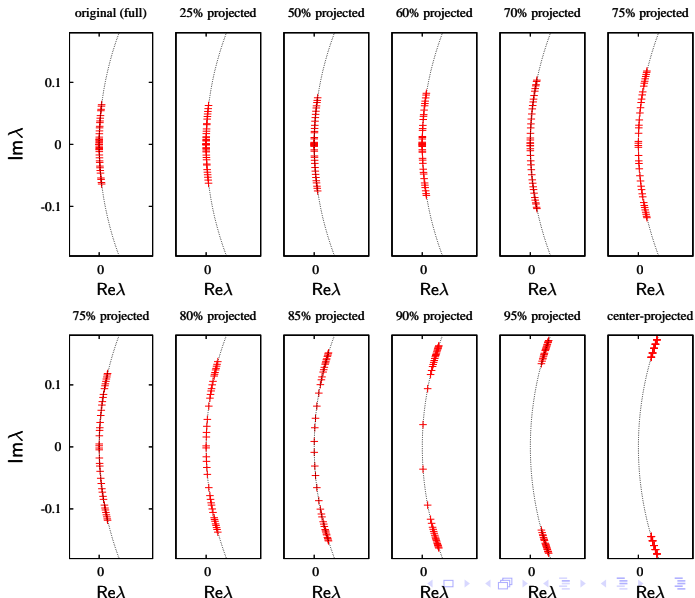 original (full) 25% projected 50% projected 60% projected 70% projected 75% projected
0.1
0
-0.1
Im λ
0 0 0 0 0 0
Reλ Reλ Reλ Reλ Reλ Reλ
75% projected 80% projected 85% projected 90% projected 95% projected center-projected
0.1
0
-0.1
Im λ
0 0 0 0 0 0
Reλ Reλ Reλ Reλ Reλ Reλ